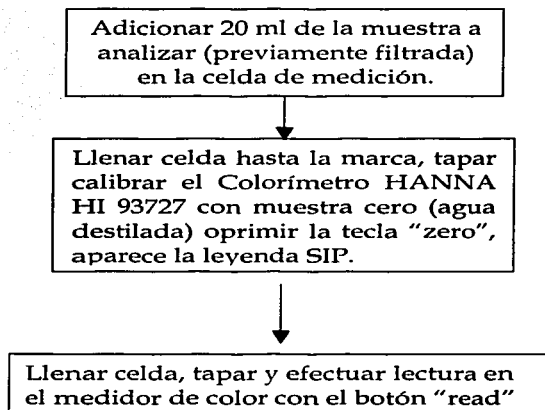 Adicionar 20 ml de la muestra a
analizar (previamente filtrada)
en la celda de medición.
Llenar celda hasta la marca, tapar
calibrar el Colorímetro HANNA
HI 93727 con muestra cero (agua
destilada) oprimir la tecla "zero",
aparece la leyenda SIP.
Llenar celda, tapar y efectuar lectura en
el medidor de color con el botón "read"